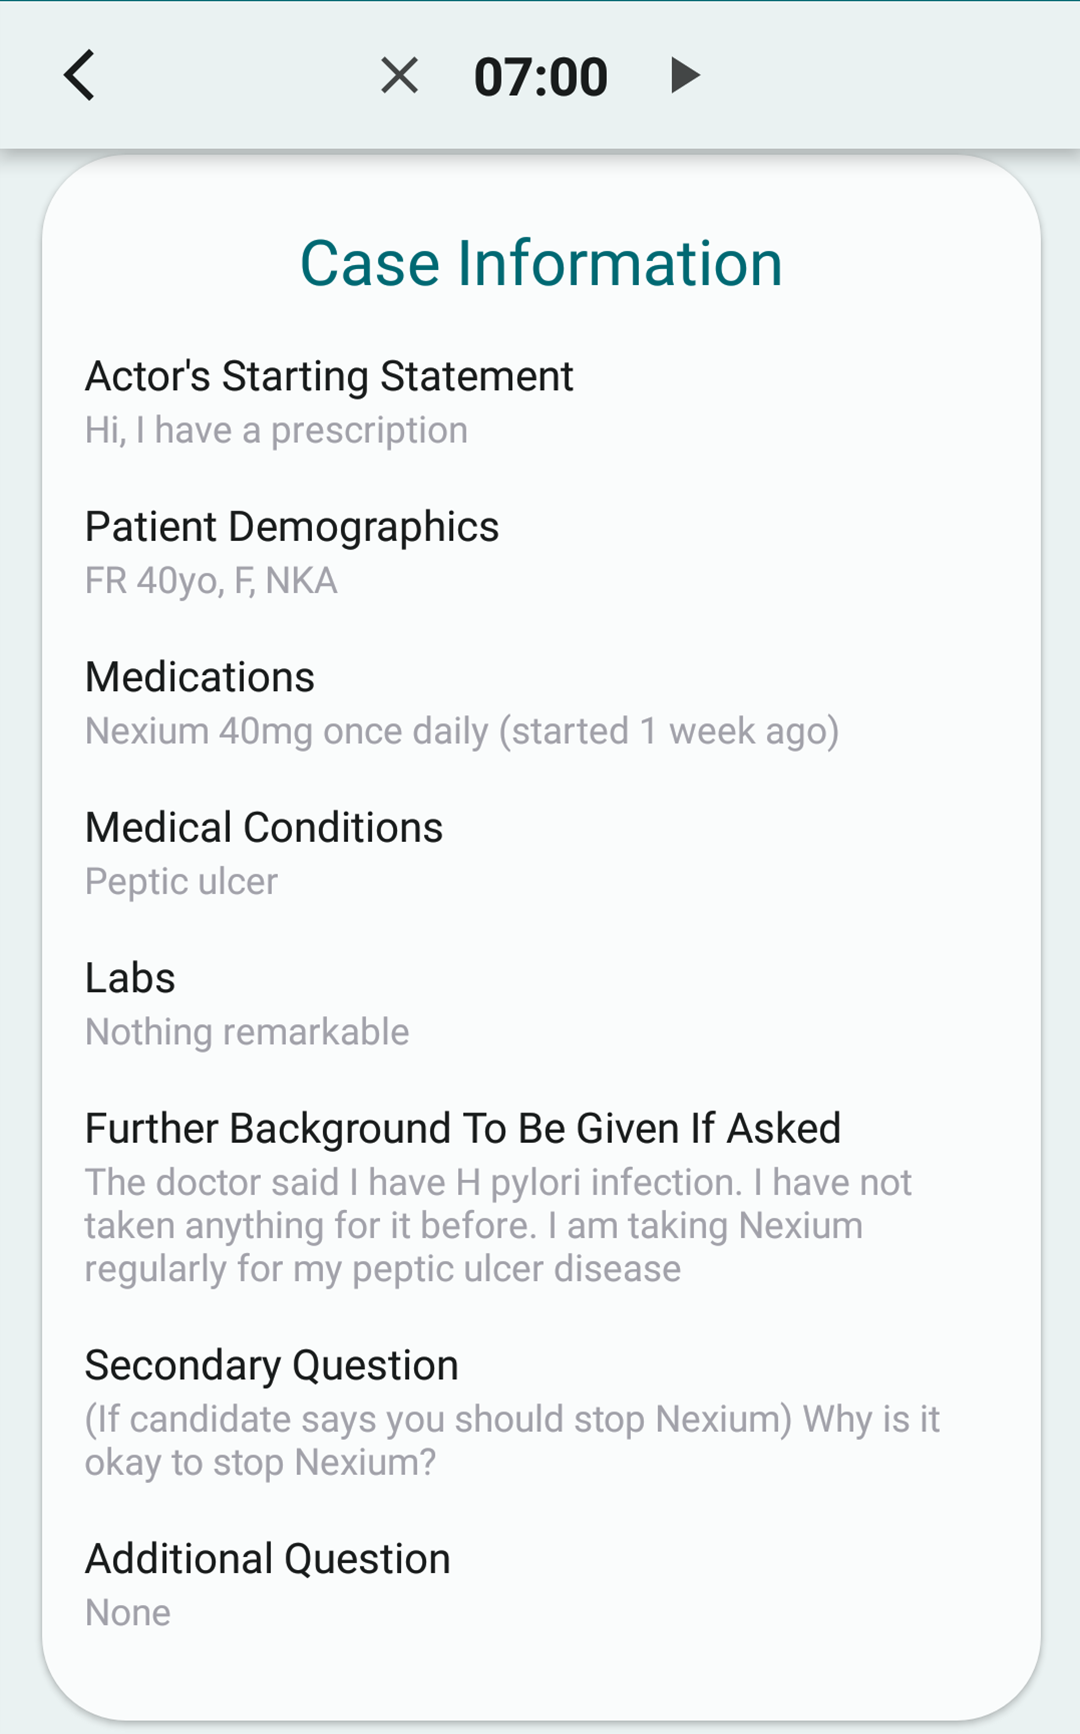 07:00
Case Information
Actor's Starting Statement
Hi, I have a prescription
Patient Demographics
FR 40yo, F, NKA
Medications
Nexium 40mg once daily (started 1 week ago)
Medical Conditions
Peptic ulcer
Labs
Nothing remarkable
Further Background To Be Given If Asked
The doctor said I have H pylori infection. I have not
taken anything for it before. I am taking Nexium
regularly for my peptic ulcer disease
Secondary Question
(If candidate says you should stop Nexium) Why is it
okay to stop Nexium?
Additional Question
None